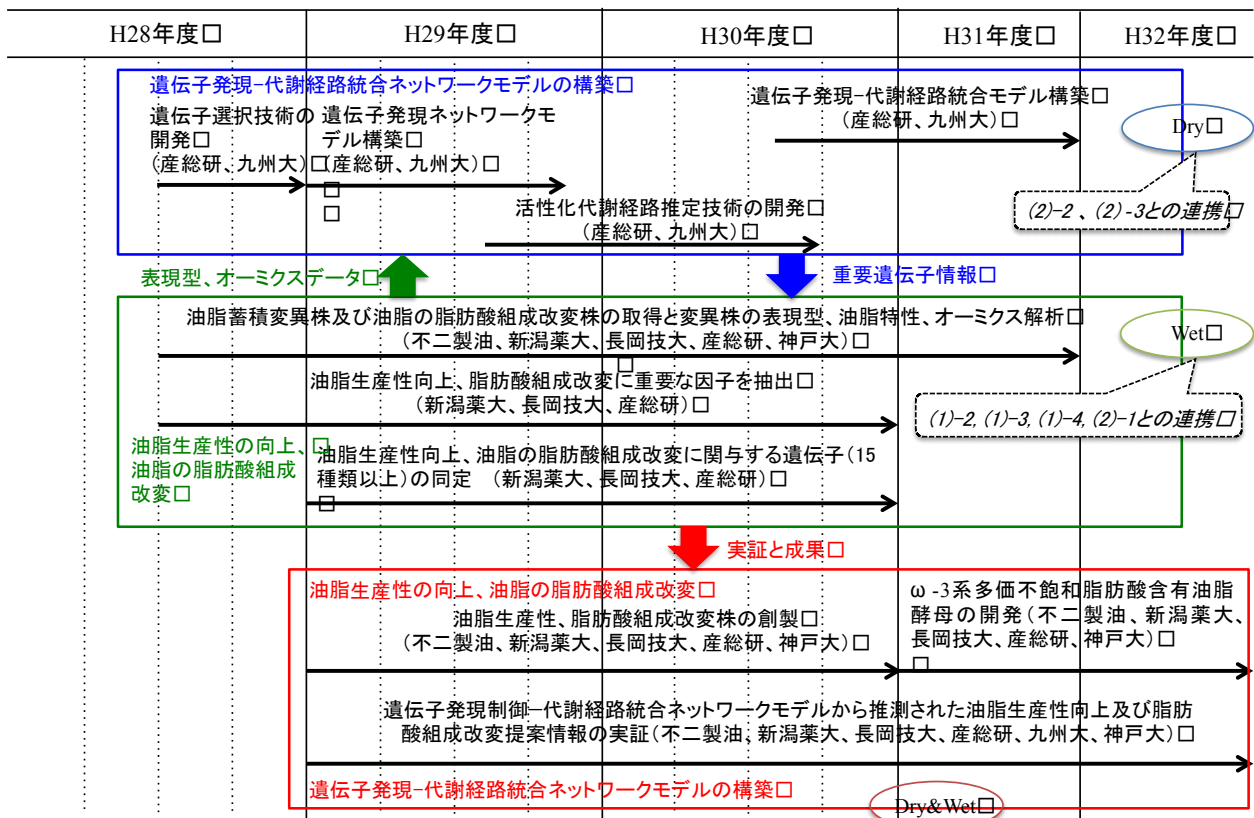 H28年度□
H29年度□
H30年度□
H31年度□
H32年度□
遺伝子発現-代謝経路統合ネットワークモデルの構築□
遺伝子選択技術の
開発□
(産総研、九州大)□
遺伝子発現ネットワークモ
デル構築□
(産総研、九州大)□
□
□
遺伝子発現-代謝経路統合モデル構築□
(産総研、九州大)□
Dry□
(2)-2 、(2)-3との連携□
活性化代謝経路推定技術の開発□
(産総研、九州大)□
表現型、オーミクスデータ□
重要遺伝子情報□
油脂蓄積変異株及び油脂の脂肪酸組成改変株の取得と変異株の表現型、油脂特性、オーミクス解析□
(不二製油、新潟薬大、長岡技大、産総研、神戸大)□
□
Wet□
油脂生産性向上、脂肪酸組成改変に重要な因子を抽出□
(新潟薬大、長岡技大、産総研)□
(1)-2, (1)-3, (1)-4, (2)-1との連携□
油脂生産性の向上、□
油脂の脂肪酸組成
改変□
油脂生産性向上、油脂の脂肪酸組成改変に関与する遺伝子(15
種類以上)の同定 (新潟薬大、長岡技大、産総研)□
□
実証と成果□
油脂生産性の向上、油脂の脂肪酸組成改変□
油脂生産性、脂肪酸組成改変株の創製□
(不二製油、新潟薬大、長岡技大、産総研、神戸大)□
ω-3系多価不飽和脂肪酸含有油脂
酵母の開発(不二製油、新潟薬大、
長岡技大、産総研、神戸大)□
□
遺伝子発現制御−代謝経路統合ネットワークモデルから推測された油脂生産性向上及び脂肪
酸組成改変提案情報の実証(不二製油、新潟薬大、長岡技大、産総研、九州大、神戸大)□
遺伝子発現-代謝経路統合ネットワークモデルの構築□
Dry&Wet□